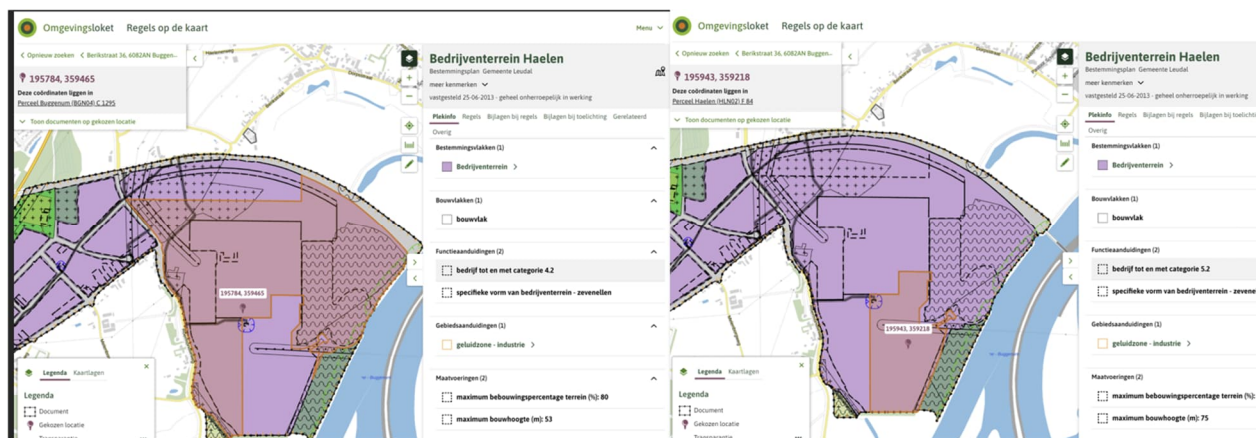 Omgevingsloket Regels op de kaart
Menu
Opnieuw zoeken Berikstraat 36, 6082AN Buggen...
195784, 359465
Deze coördinaten liggen in
Perceel Buggenum (BGN04) C 1295
Toon documenten op gekozen locatie
195784, 359465
Legenda Kaartlagen
Legenda
Document
Gekozen locatie
Bedrijventerrein Haelen
Bestemmingsplan Gemeente Leudal
meer kenmerken
vastgesteld 25-06-2013 - geheel onherroepelijk in werking
Plekinfo Regels Bijlagen bij regels Bijlagen bij toelichting Gerelateerd
Overig
Bestemmingsvlakken (1)
Bedrijventerrein
Bouwvlakken (1)
bouwvlak
Functieaanduidingen (2)
bedrijf tot en met categorie 4.2
specifieke vorm van bedrijventerrein - zevenellen
Gebiedsaanduidingen (1)
geluidzone - industrie
Maatvoeringen (2)
maximum bebouwingspercentage terrein (%): 80
maximum bouwhoogte (m): 53
Omgevingsloket Regels op de kaart
Opnieuw zoeken Berikstraat 36, 6082AN Buggen...
195943, 359218
Deze coördinaten liggen in
Perceel Haelen (HLN02) F 84
Toon documenten op gekozen locatie
195943, 359218
Legenda Kaartlagen
Legenda
Document
Gekozen locatie
Transparantie
Bedrijventerrein Haelen
Bestemmingsplan Gemeente Leudal
meer kenmerken
vastgesteld 25-06-2013 - geheel onherroepelijk in werking
Plekinfo Regels Bijlagen bij regels Bijlagen bij toelicht
Overig
Bestemmingsvlakken (1)
Bedrijventerrein
Bouwvlakken (1)
bouwvlak
Functieaanduidingen (2)
bedrijf tot en met categorie 5.2
specifieke vorm van bedrijventerrein - zevene
Gebiedsaanduidingen (1)
geluidzone - industrie
Maatvoeringen (2)
maximum bebouwingspercentage terrein (%):
maximum bouwhoogte (m): 75